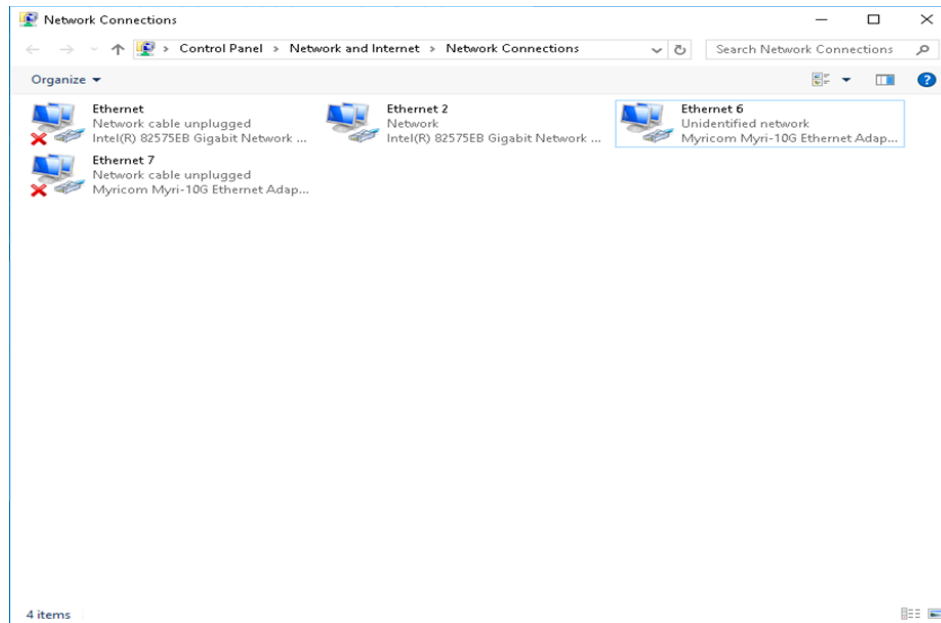 Network Connections
Control Panel > Network and Internet > Network Connections
Search Network Connections
Organize
Ethernet
Network cable unplugged
Intel(R) 82575EB Gigabit Network ...
Ethernet 2
Network
Intel(R) 82575EB Gigabit Network ...
Ethernet 6
Unidentified network
Myricom Myri-10G Ethernet Adap...
Ethernet 7
Network cable unplugged
Myricom Myri-10G Ethernet Adap...
4 items